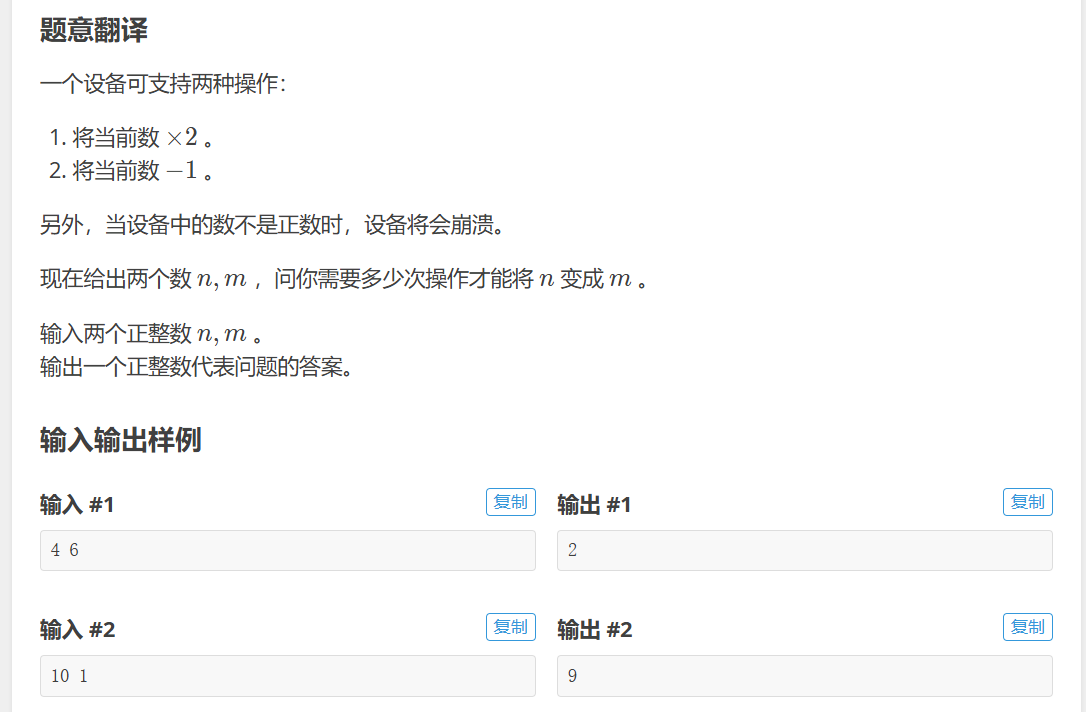 题意翻译
一个设备可支持两种操作：
1. 将当前数 ×2 。
2. 将当前数 −1 。
另外，当设备中的数不是正数时，设备将会崩溃。
现在给出两个数 n, m ，问你需要多少次操作才能将 n 变成 m 。
输入两个正整数 n, m 。
输出一个正整数代表问题的答案。
输入输出样例
输入 #1 复制 输出 #1 复制
4 6 2
输入 #2 复制 输出 #2 复制
10 1 9